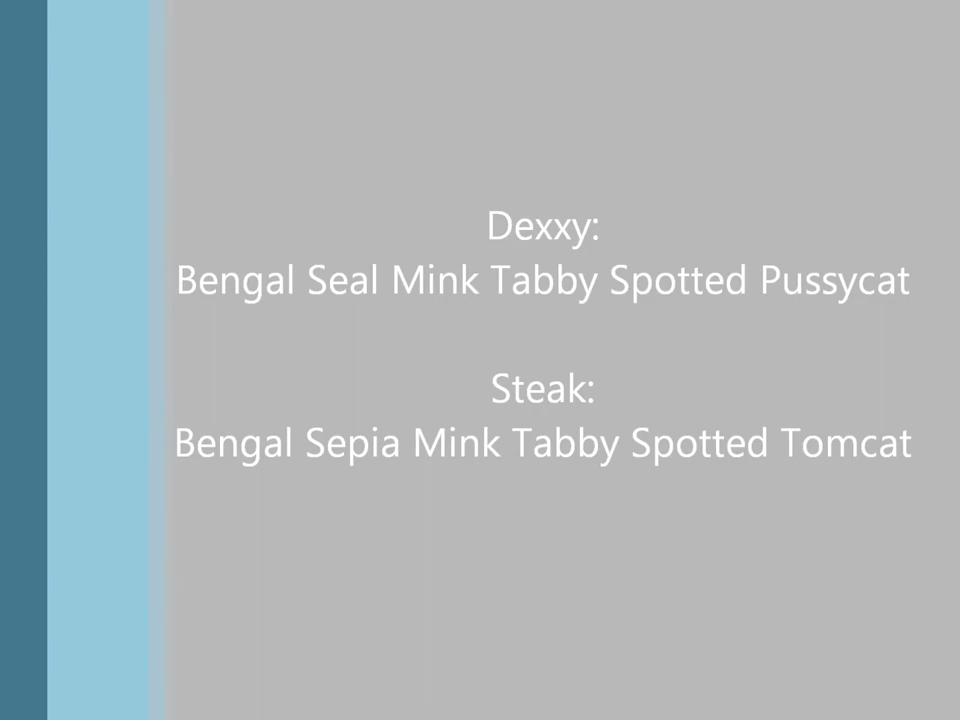 Dexxy:
Bengal Seal Mink Tabby Spotted Pussycat
Steak:
Bengal Sepia Mink Tabby Spotted Tomcat